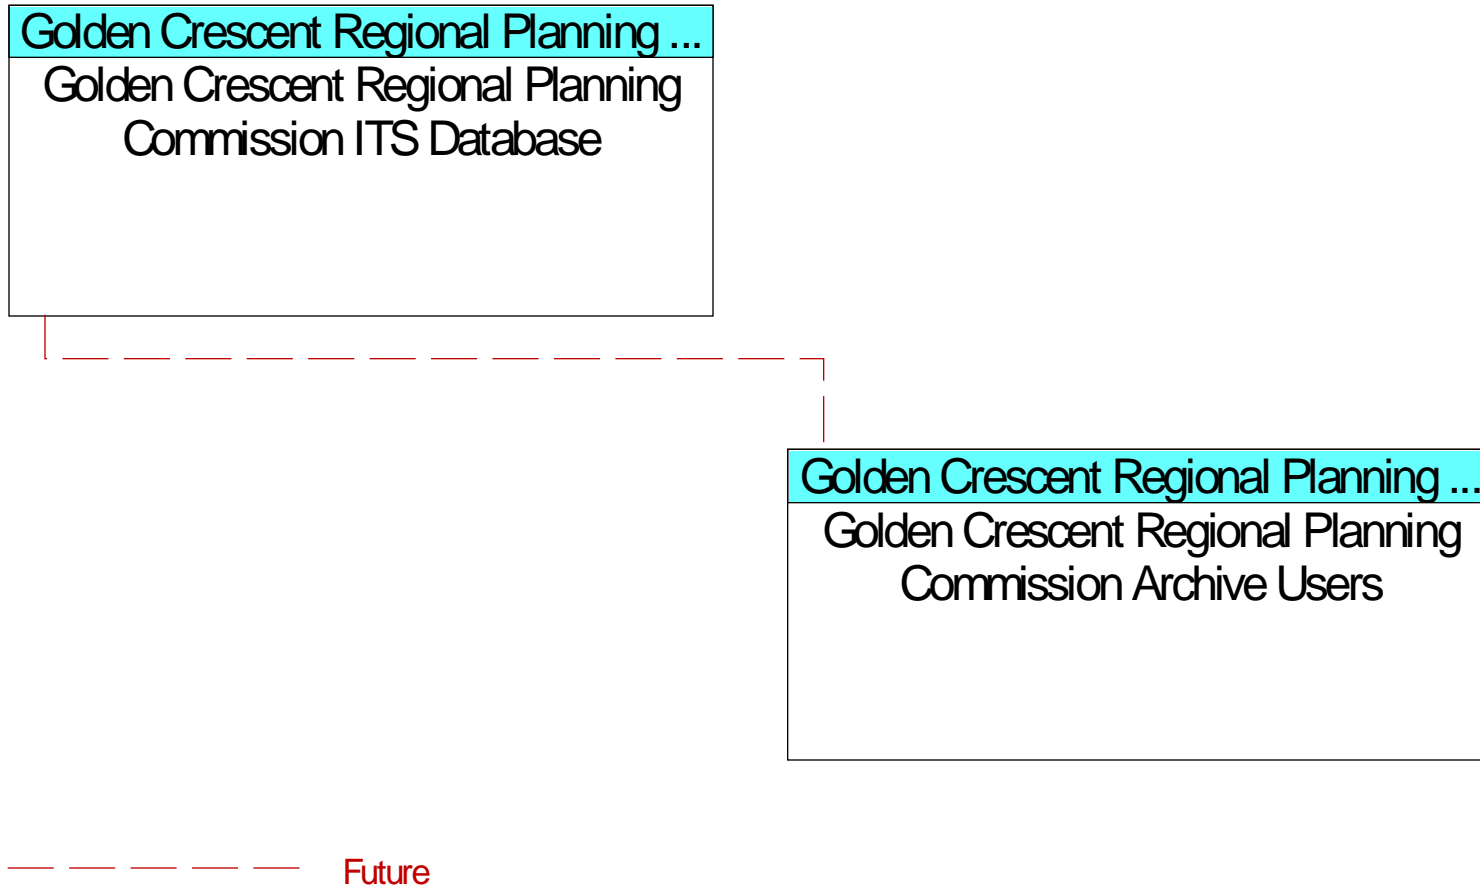 Golden Crescent Regional Planning ...
Golden Crescent Regional Planning
Commission ITS Database
Golden Crescent Regional Planning ...
Golden Crescent Regional Planning
Commission Archive Users
Future